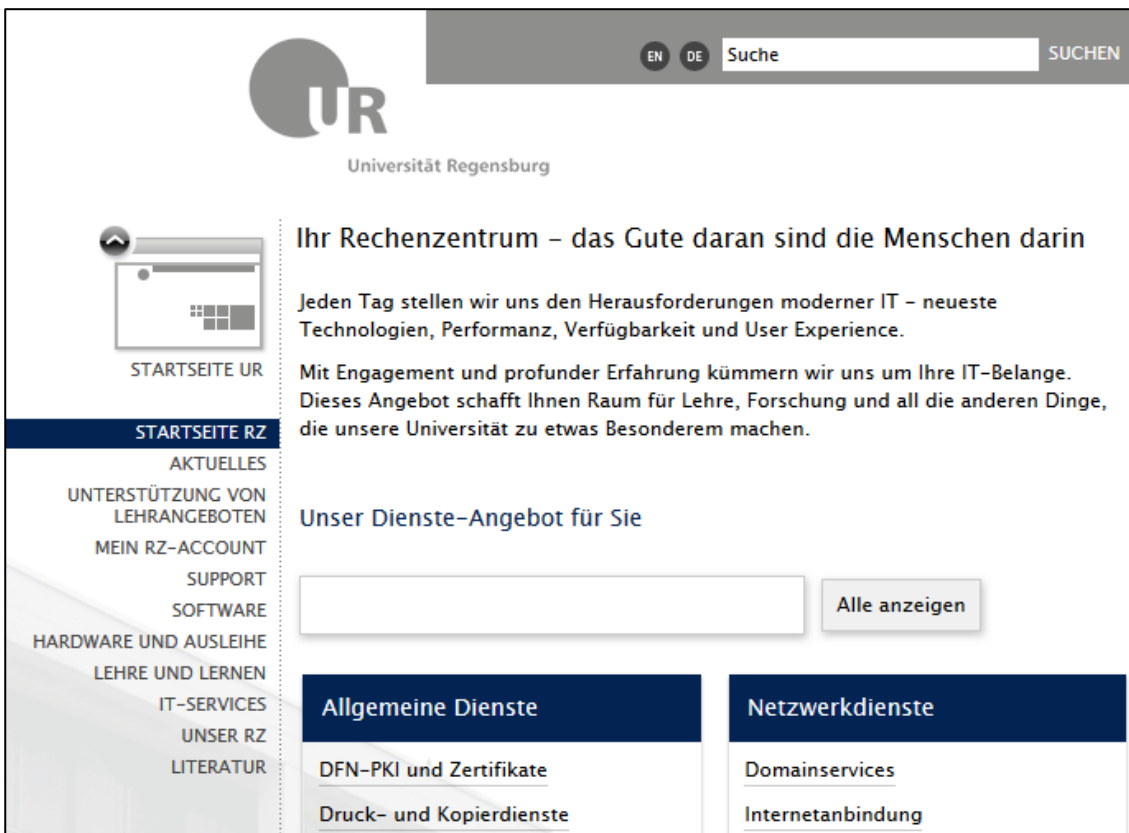 EN DE Suche SUCHEN
UR
Universität Regensburg
STARTSEITE UR
STARTSEITE RZ
AKTUELLES
UNTERSTÜTZUNG VON
LEHRANGEBOTEN
MEIN RZ-ACCOUNT
SUPPORT
SOFTWARE
HARDWARE UND AUSLEIHE
LEHRE UND LERNEN
IT-SERVICES
UNSER RZ
LITERATUR
Ihr Rechenzentrum – das Gute daran sind die Menschen darin
Jeden Tag stellen wir uns den Herausforderungen moderner IT – neueste
Technologien, Performanz, Verfügbarkeit und User Experience.
Mit Engagement und profunder Erfahrung kümmern wir uns um Ihre IT-Belange.
Dieses Angebot schafft Ihnen Raum für Lehre, Forschung und all die anderen Dinge,
die unsere Universität zu etwas Besonderem machen.
Unser Dienste-Angebot für Sie
Alle anzeigen
Allgemeine Dienste
DFN-PKI und Zertifikate
Druck- und Kopierdienste
Netzwerkdienste
Domainservices
Internetanbindung